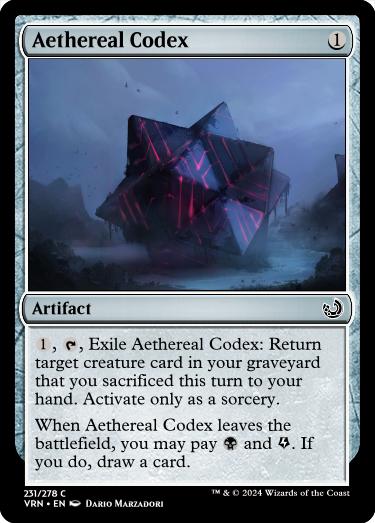 Aethereal Codex 1
Artifact
1, , Exile Aethereal Codex: Return
target creature card in your graveyard
that you sacrificed this turn to your
hand. Activate only as a sorcery.
When Aethereal Codex leaves the
battlefield, you may pay and . If
you do, draw a card.
231/278 C
VRN • EN Dario Marzadori
™ & © 2024 Wizards of the Coast